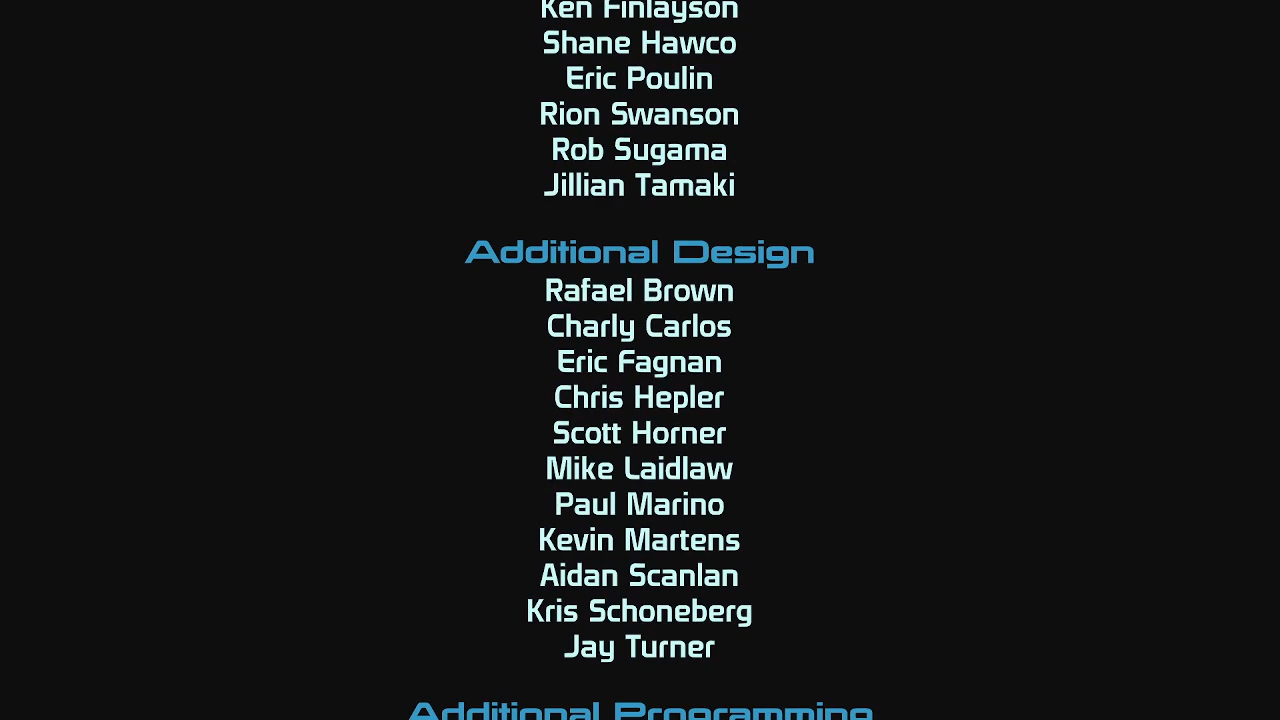 Ken Finlayson
Shane Hawco
Eric Poulin
Rion Swanson
Rob Sugama
Jillian Tamaki
Additional Design
Rafael Brown
Charly Carlos
Eric Fagnan
Chris Hepler
Scott Horner
Mike Laidlaw
Paul Marino
Kevin Martens
Aidan Scanlan
Kris Schoneberg
Jay Turner
Additional Programming